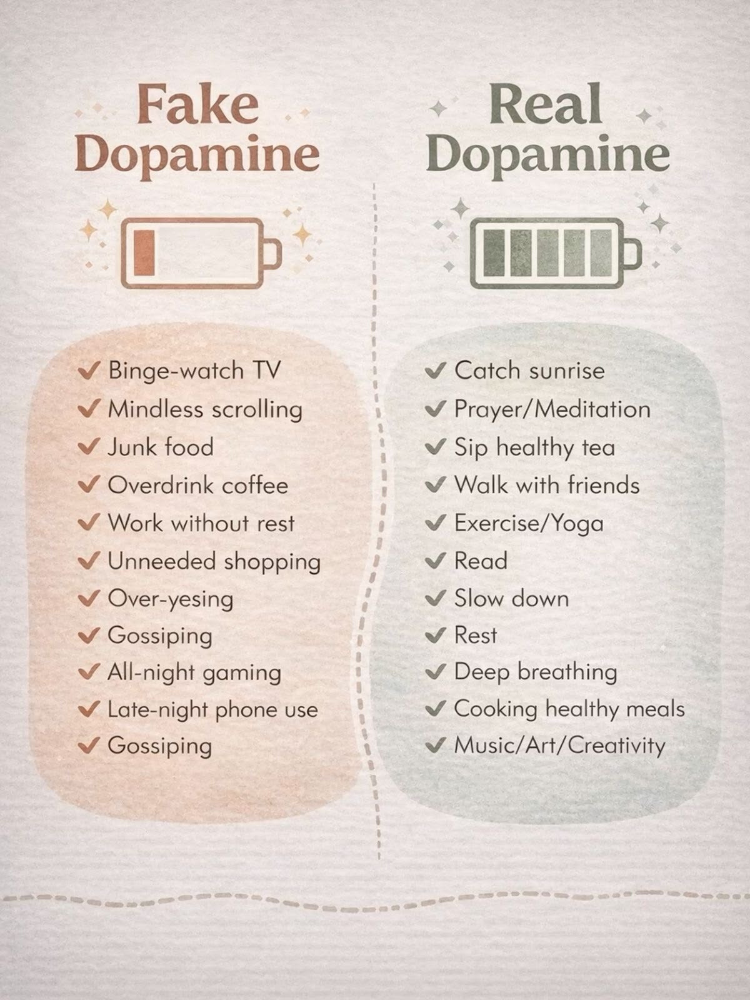 Fake
Dopamine
Binge-watch TV
Mindless scrolling
Junk food
Overdrink coffee
Work without rest
Unneeded shopping
Over-yesing
Gossiping
All-night gaming
Late-night phone use
Gossiping
Real
Dopamine
Catch sunrise
Prayer/Meditation
Sip healthy tea
Walk with friends
Exercise/Yoga
Read
Slow down
Rest
Deep breathing
Cooking healthy meals
Music/Art/Creativity